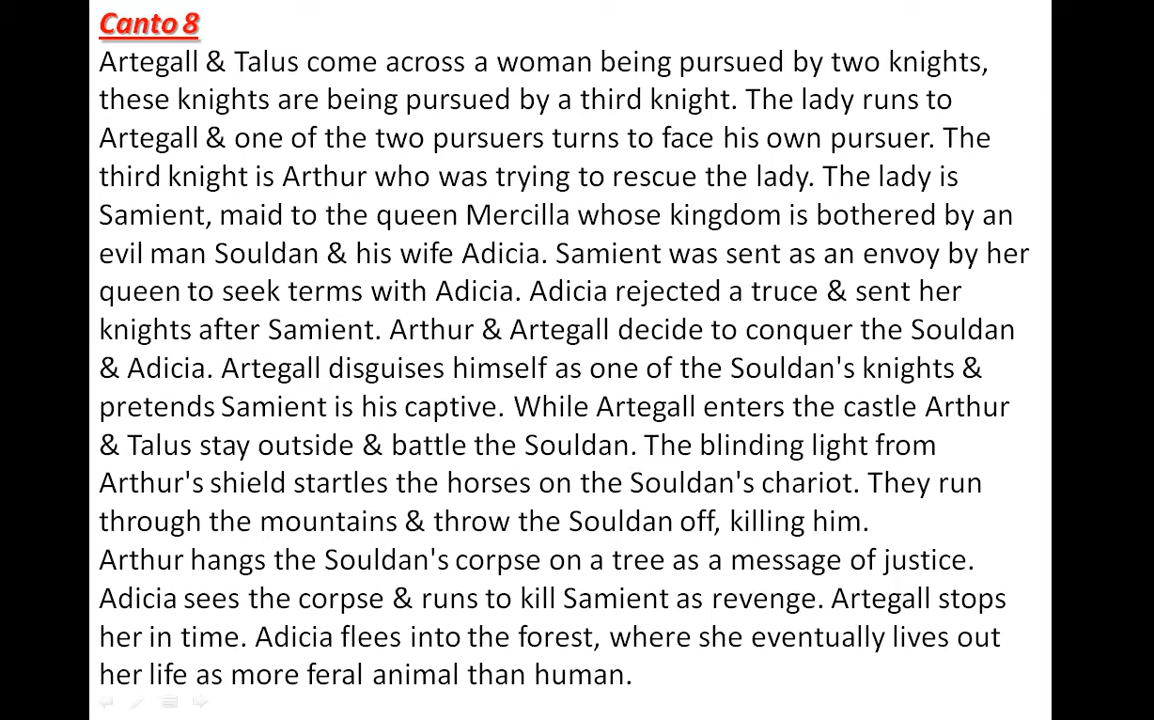 Canto 8
Artegall & Talus come across a woman being pursued by two knights,
these knights are being pursued by a third knight. The lady runs to
Artegall & one of the two pursuers turns to face his own pursuer. The
third knight is Arthur who was trying to rescue the lady. The lady is
Samient, maid to the queen Mercilla whose kingdom is bothered by an
evil man Souldan & his wife Adicia. Samient was sent as an envoy by her
queen to seek terms with Adicia. Adicia rejected a truce & sent her
knights after Samient. Arthur & Artegall decide to conquer the Souldan
& Adicia. Artegall disguises himself as one of the Souldan's knights &
pretends Samient is his captive. While Artegall enters the castle Arthur
& Talus stay outside & battle the Souldan. The blinding light from
Arthur's shield startles the horses on the Souldan's chariot. They run
through the mountains & throw the Souldan off, killing him.
Arthur hangs the Souldan's corpse on a tree as a message of justice.
Adicia sees the corpse & runs to kill Samient as revenge. Artegall stops
her in time. Adicia flees into the forest, where she eventually lives out
her life as more feral animal than human.